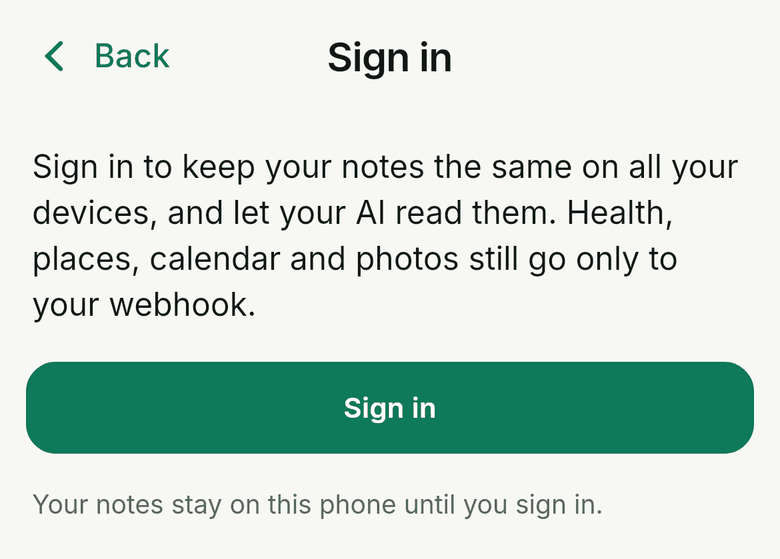 Back
Sign in
Sign in to keep your notes the same on all your
devices, and let your AI read them. Health,
places, calendar and photos still go only to
your webhook.
Sign in
Your notes stay on this phone until you sign in.